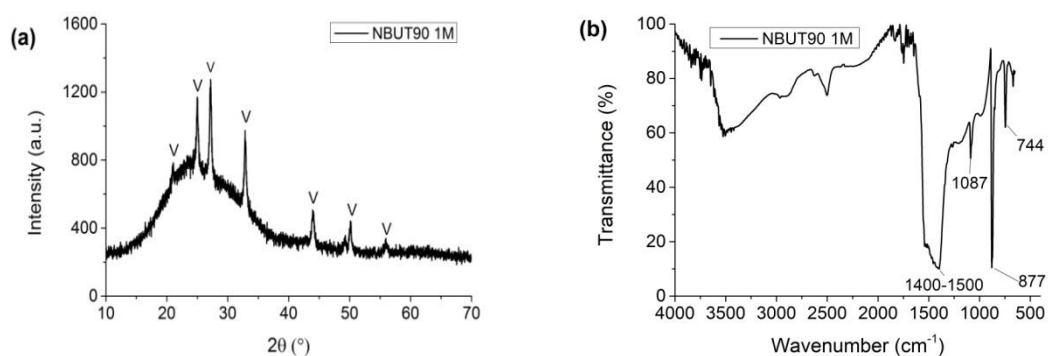 (a)
NBUT90 1M
1600
1200
800
400
0
Intensity (a.u.)
V
V
V
V
V
V
V
10
20
30
40
50
60
70
2θ (°)
(b)
NBUT90 1M
100
80
60
40
20
0
Transmittance (%)
744
1087
877
1400-1500
4000
3500
3000
2500
2000
1500
1000
500
Wavenumber (cm⁻¹)